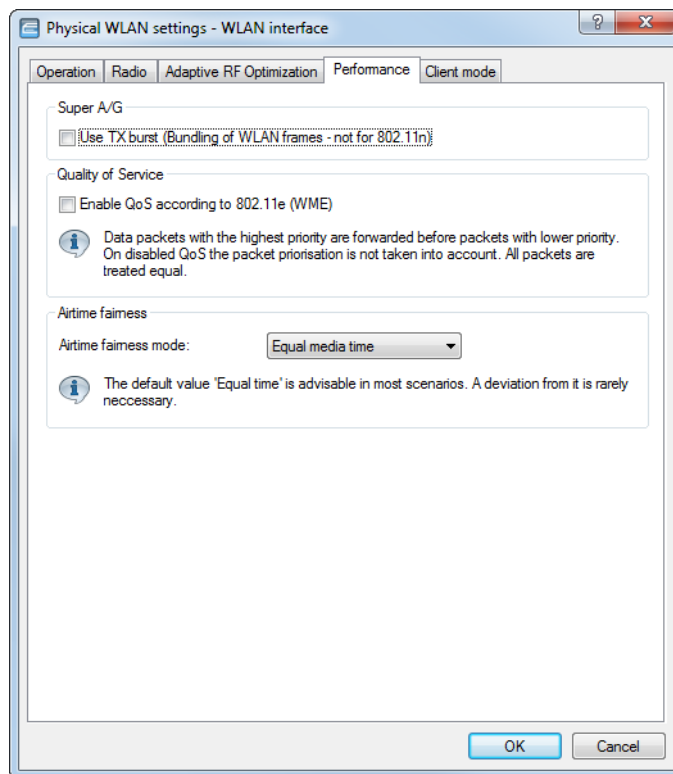 Physical WLAN settings - WLAN interface
?
Operation Radio Adaptive RF Optimization Performance Client mode
Super A/G
Use TX burst (Bundling of WLAN frames - not for 802.11n)
Quality of Service
Enable QoS according to 802.11e (WME)
Data packets with the highest priority are forwarded before packets with lower priority.
On disabled QoS the packet priorisation is not taken into account. All packets are
treated equal.
Airtime fairness
Airtime fairness mode: Equal media time
The default value 'Equal time' is advisable in most scenarios. A deviation from it is rarely
neccessary.
OK Cancel